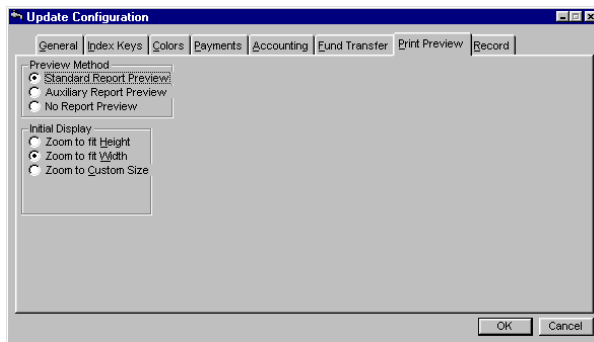 Update Configuration
General Index Keys Colors Payments Accounting Fund Transfer Print Preview Record
Preview Method
Standard Report Preview
Auxiliary Report Preview
No Report Preview
Initial Display
Zoom to fit Height
Zoom to fit Width
Zoom to Custom Size
OK Cancel